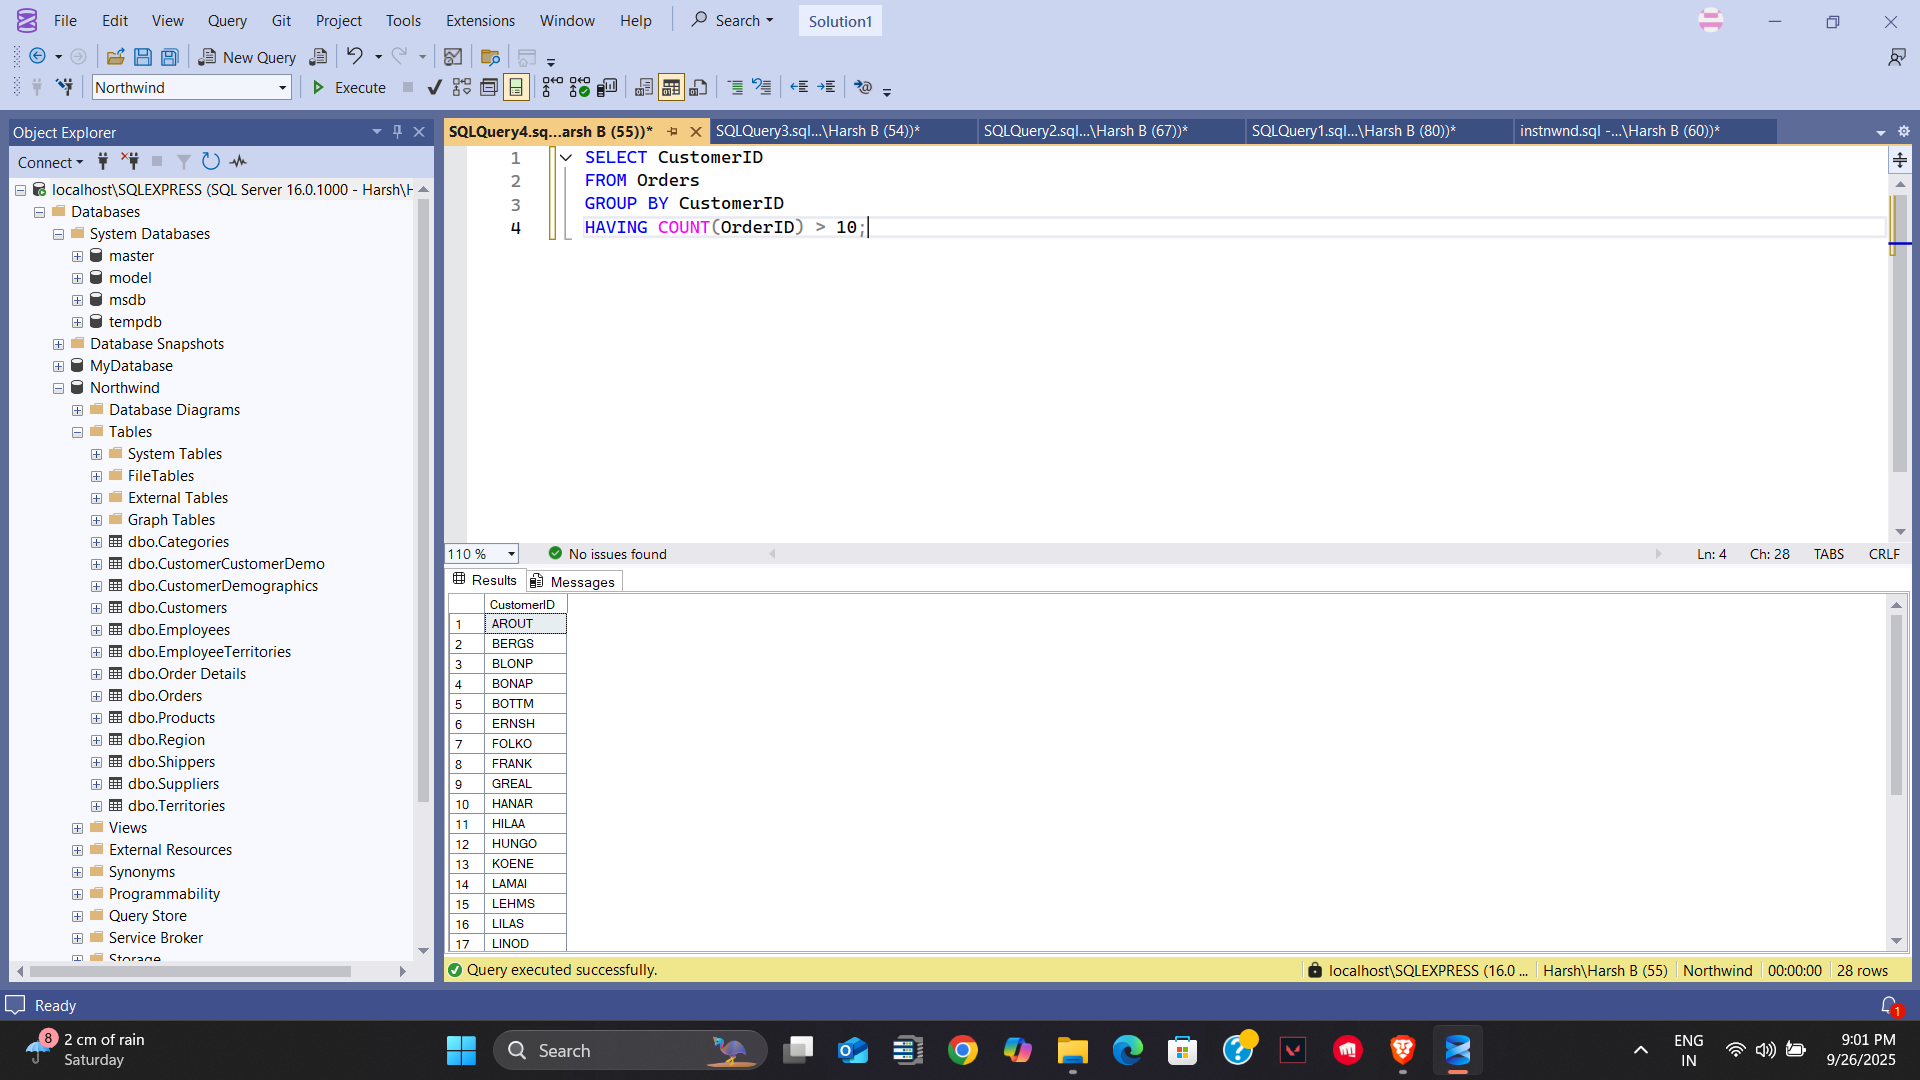 File Edit View Query Git Project Tools Extensions Window Help Search Solution1
New Query
Northwind Execute
Object Explorer
Connect
localhost\SQLEXPRESS (SQL Server 16.0.1000 - Harsh\H
Databases
System Databases
master
model
msdb
tempdb
Database Snapshots
MyDatabase
Northwind
Database Diagrams
Tables
System Tables
FileTables
External Tables
Graph Tables
dbo.Categories
dbo.CustomerCustomerDemo
dbo.CustomerDemographics
dbo.Customers
dbo.Employees
dbo.EmployeeTerritories
dbo.Order Details
dbo.Orders
dbo.Products
dbo.Region
dbo.Shippers
dbo.Suppliers
dbo.Territories
Views
External Resources
Synonyms
Programmability
Query Store
Service Broker
Storage
SQLQuery4.sq...arsh B (55))* SQLQuery3.sql...\Harsh B (54))* SQLQuery2.sql...\Harsh B (67))* SQLQuery1.sql...\Harsh B (80))* instnwnd.sql -...\Harsh B (60))*
1 SELECT CustomerID
2 FROM Orders
3 GROUP BY CustomerID
4 HAVING COUNT(OrderID) > 10;
110 % No issues found Ln: 4 Ch: 28 TABS CRLF
Results Messages
CustomerID
1 AROUT
2 BERGS
3 BLONP
4 BONAP
5 BOTTM
6 ERNSH
7 FOLKO
8 FRANK
9 GREAL
10 HANAR
11 HILAA
12 HUNGO
13 KOENE
14 LAMAI
15 LEHMS
16 LILAS
17 LINOD
Query executed successfully. localhost\SQLEXPRESS (16.0 ... Harsh\Harsh B (55) Northwind 00:00:00 28 rows
Ready 1
8 2 cm of rain
Saturday
Search
ENG
IN
9:01 PM
9/26/2025